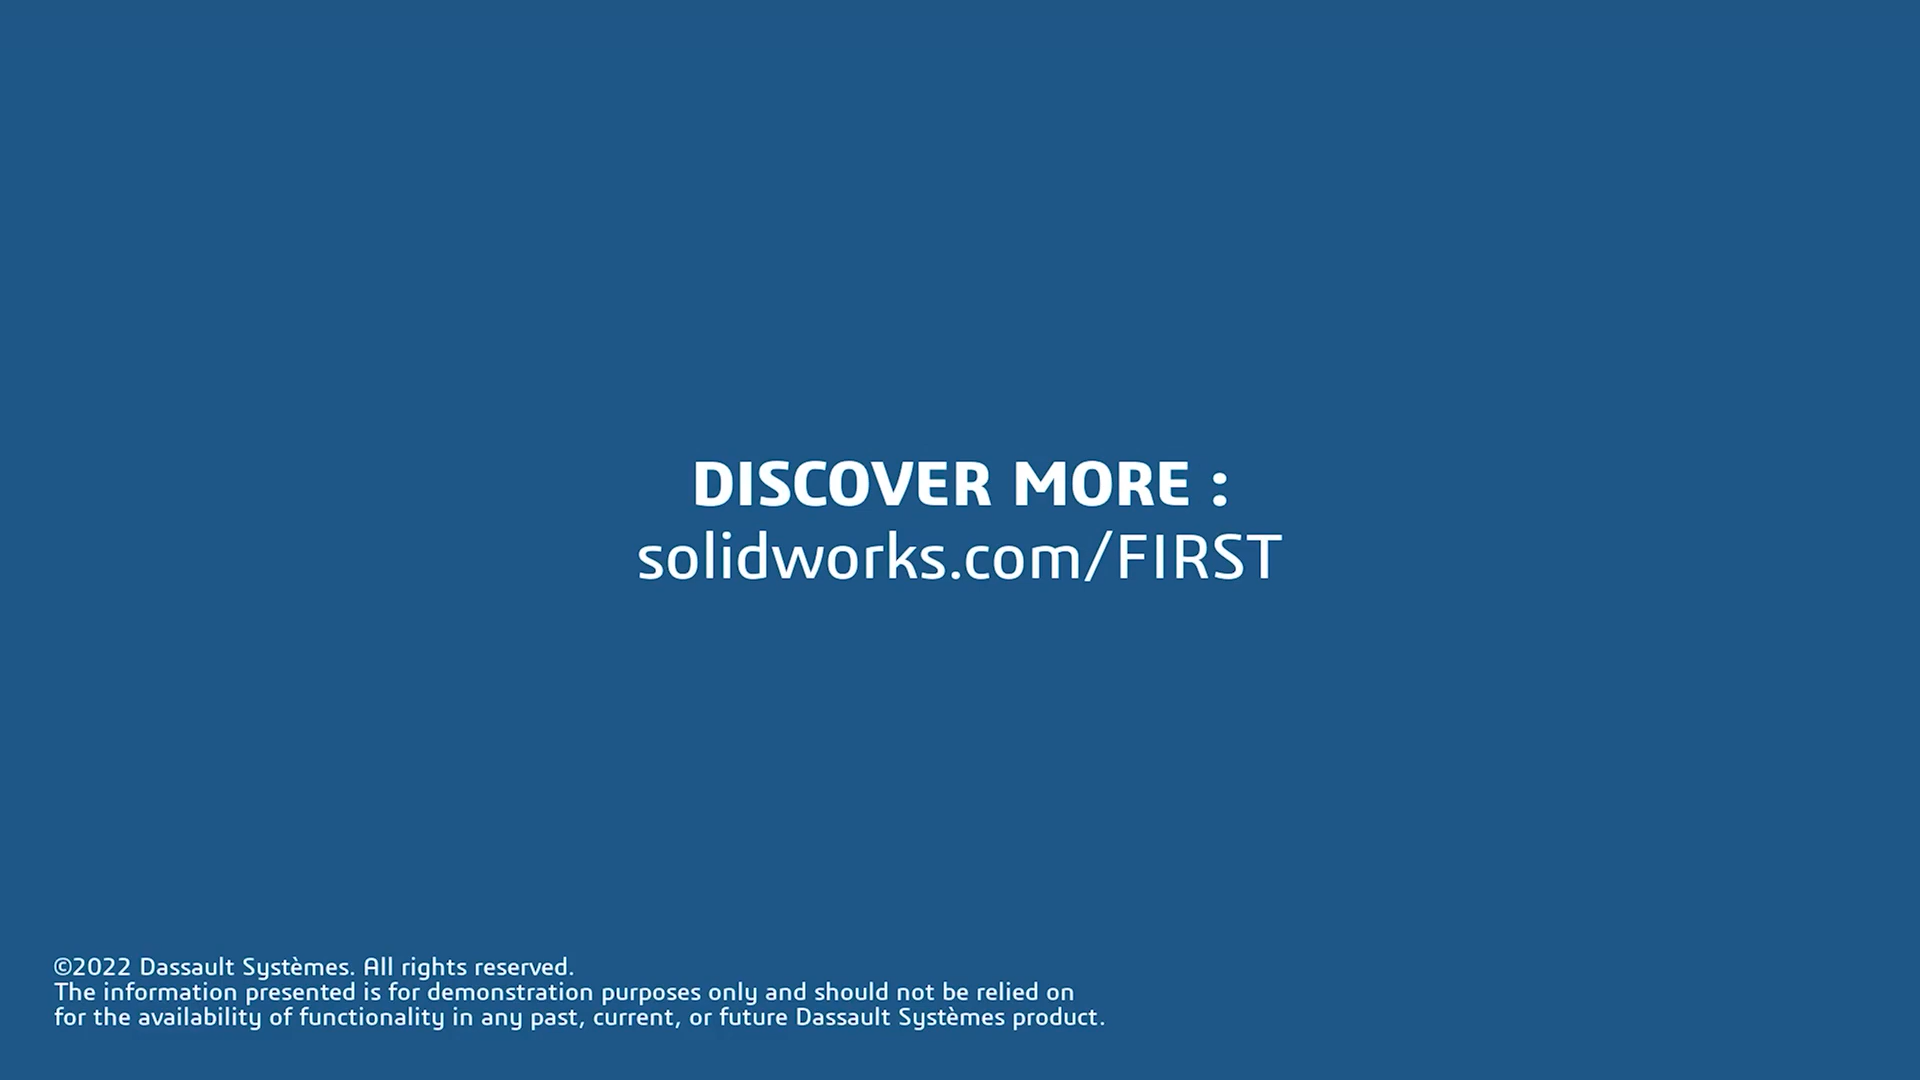 DISCOVER MORE :
solidworks.com/FIRST
©2022 Dassault Systèmes. All rights reserved.
The information presented is for demonstration purposes only and should not be relied on
for the availability of functionality in any past, current, or future Dassault Systèmes product.